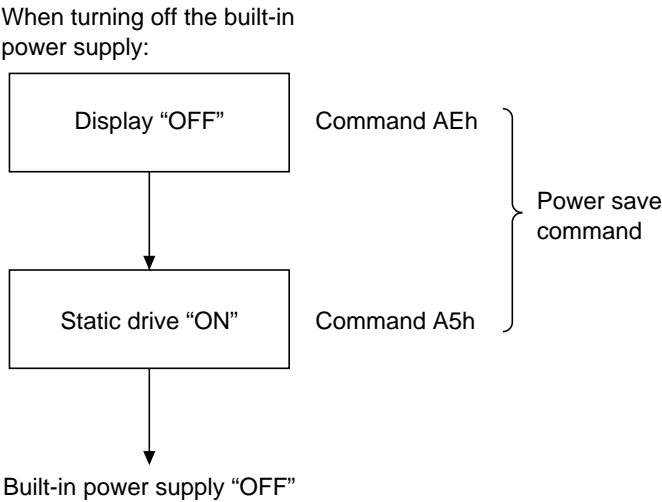 When turning off the built-in
power supply:
Display “OFF”
Command AEh
Power save
command
Static drive “ON”
Command A5h
Built-in power supply “OFF”